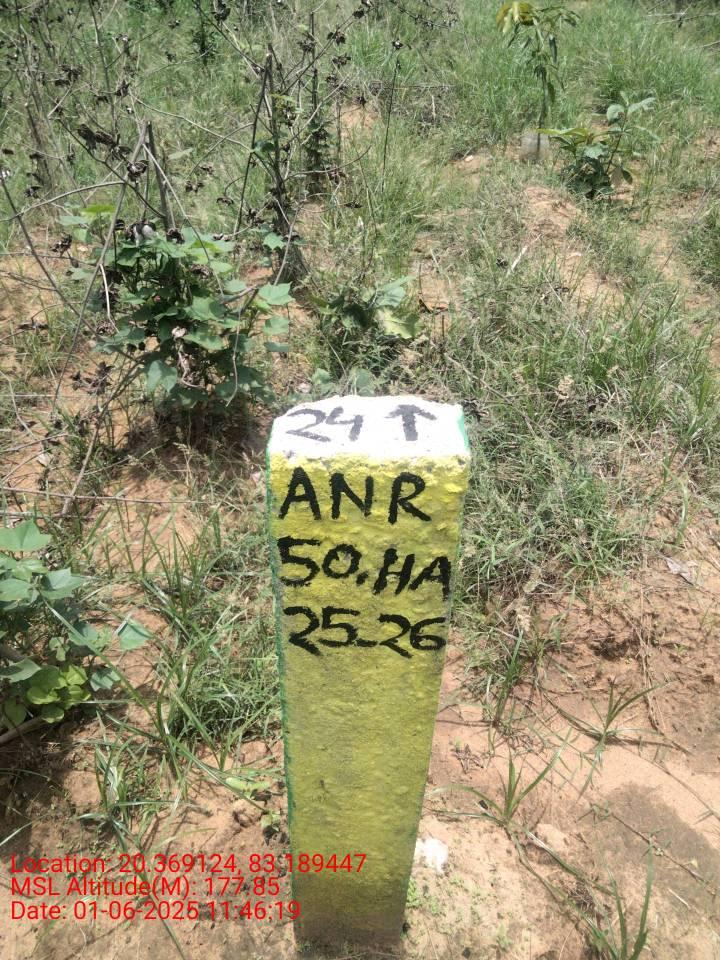 24 ↑
ANR
50.HA
25-26
Location: 20.369124, 83.189447
MSL Altitude(M): 177.85
Date: 01-06-2025 11:46:19